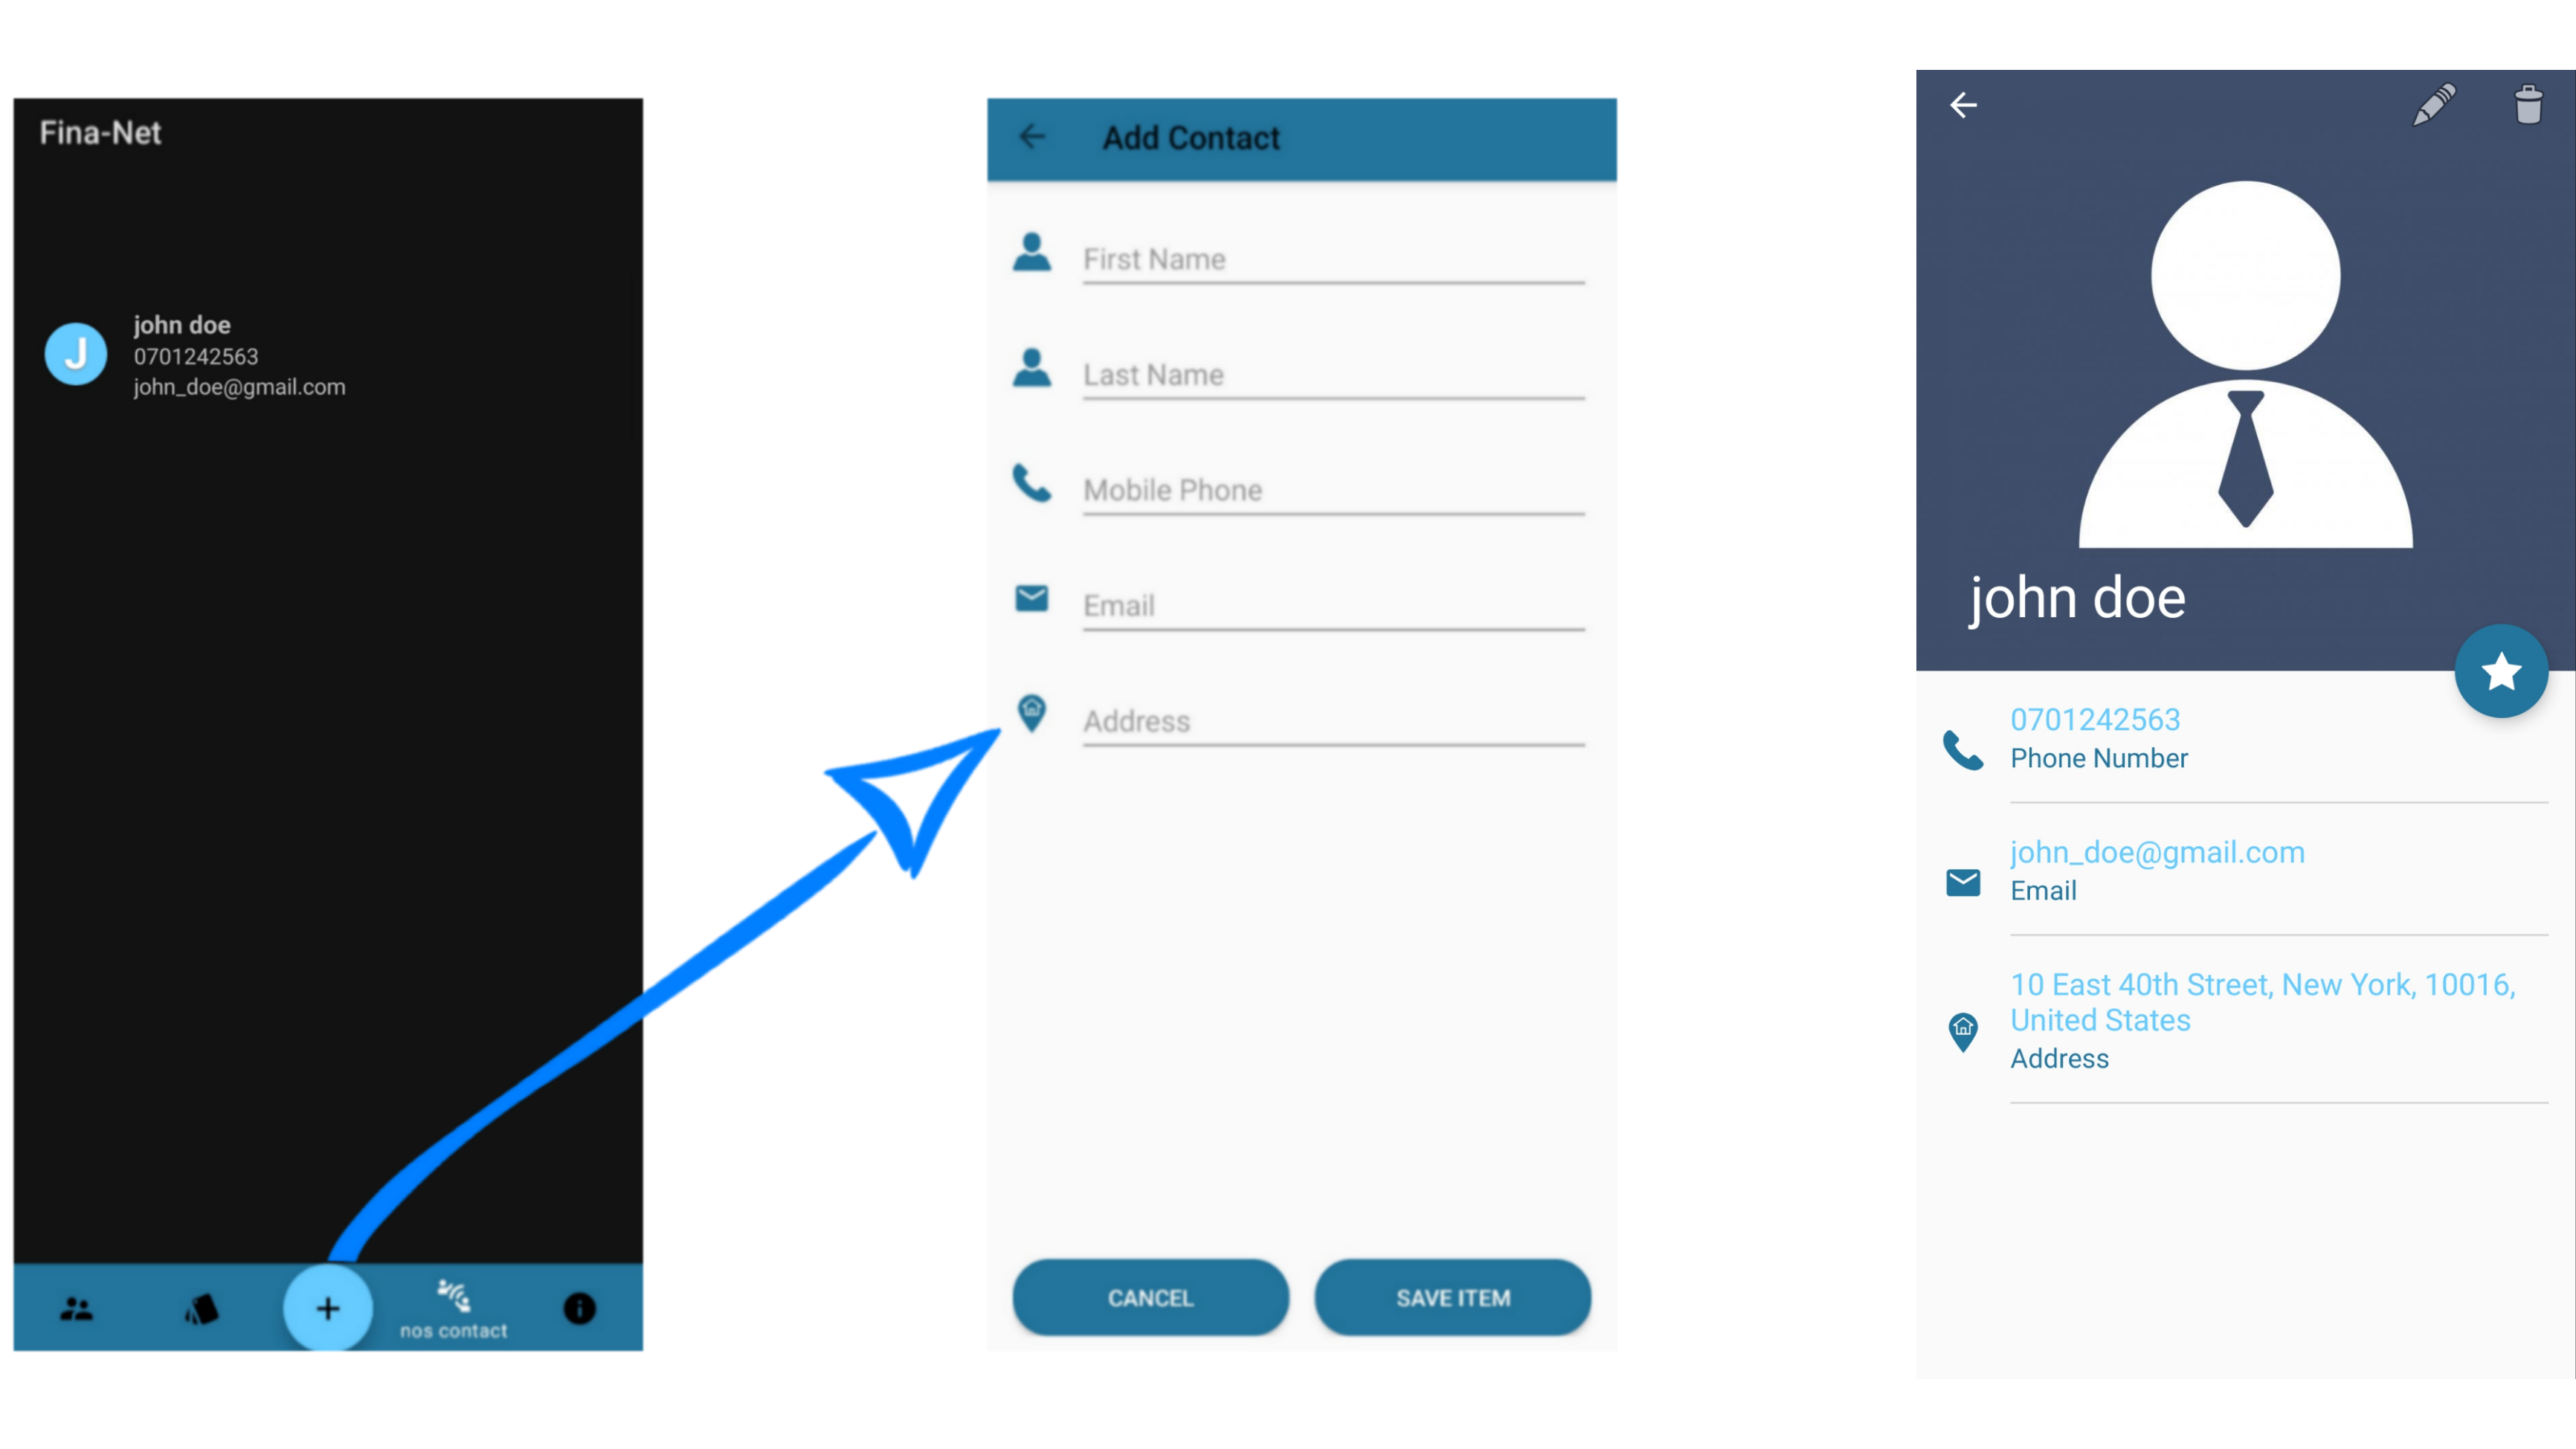 Fina-Net
J
john doe
0701242563
john_doe@gmail.com
nos contact
Add Contact
First Name
Last Name
Mobile Phone
Email
Address
CANCEL
SAVE ITEM
john doe
0701242563
Phone Number
john_doe@gmail.com
Email
10 East 40th Street, New York, 10016,
United States
Address